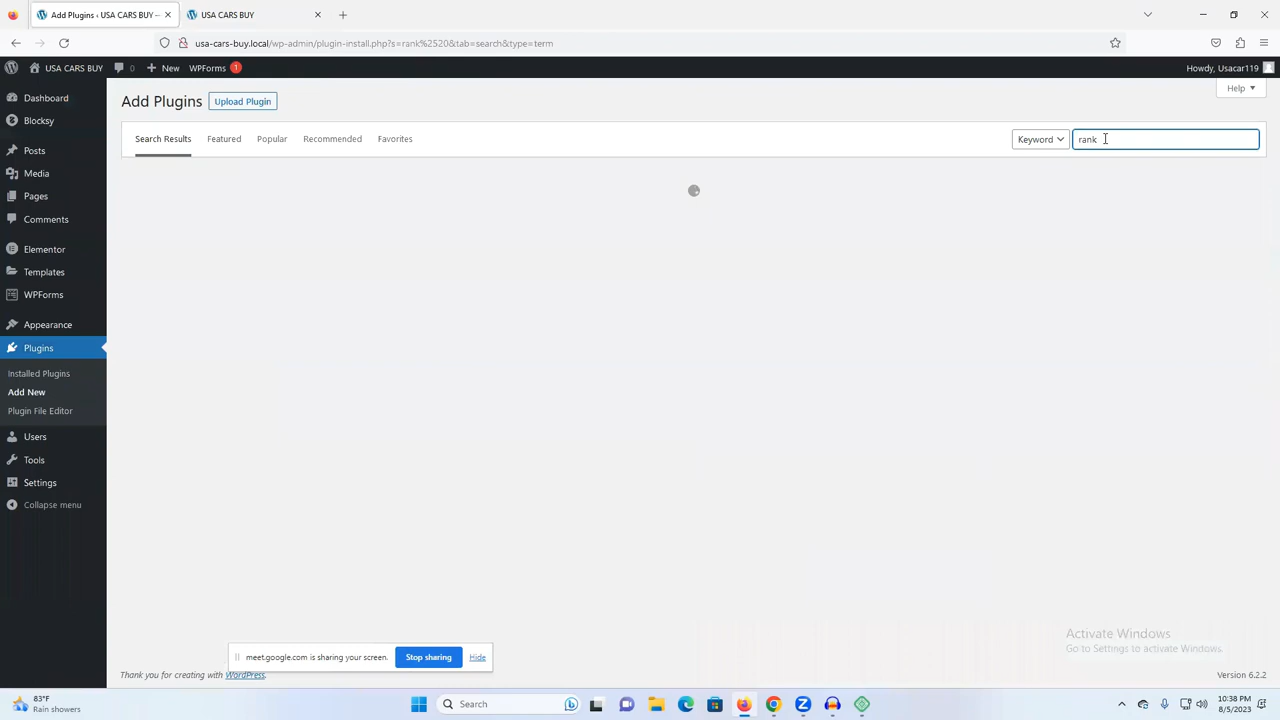 Add Plugins ‹ USA CARS BUY —
USA CARS BUY
usa-cars-buy.local/wp-admin/plugin-install.php?s=rank%2520&tab=search&type=term
USA CARS BUY
0
New
WPForms
1
Howdy, Usacar119
Dashboard
Blocksy
Posts
Media
Pages
Comments
Elementor
Templates
WPForms
Appearance
Plugins
Installed Plugins
Add New
Plugin File Editor
Users
Tools
Settings
Collapse menu
Help
Add Plugins
Upload Plugin
Search Results
Featured
Popular
Recommended
Favorites
Keyword
rank
Activate Windows
Go to Settings to activate Windows.
meet.google.com is sharing your screen.
Stop sharing
Hide
Thank you for creating with WordPress.
Version 6.2.2
83°F
Rain showers
Search
10:38 PM
8/5/2023